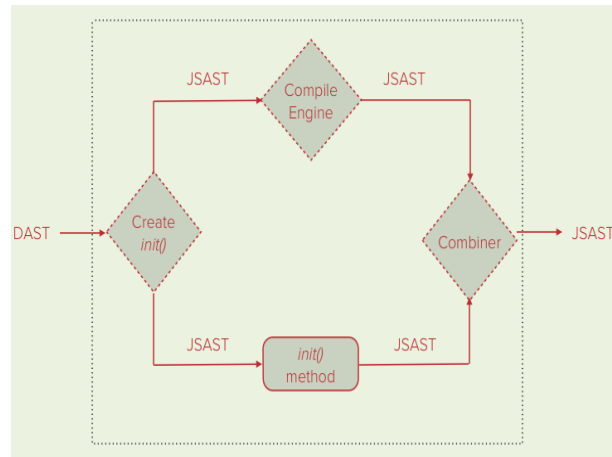 JSAST
JSAST
Compile
Engine
DAST
Create
init()
Combiner
JSAST
JSAST
JSAST
init()
method